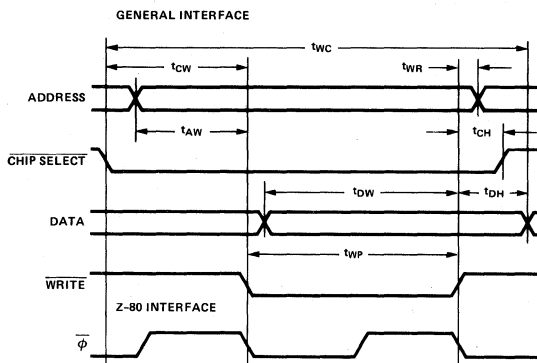 GENERAL INTERFACE
tWC
tCW
tWR
ADDRESS
tAW
tCH
CHIP SELECT
tDW
tDH
DATA
tWP
WRITE
Z-80 INTERFACE
ϕ